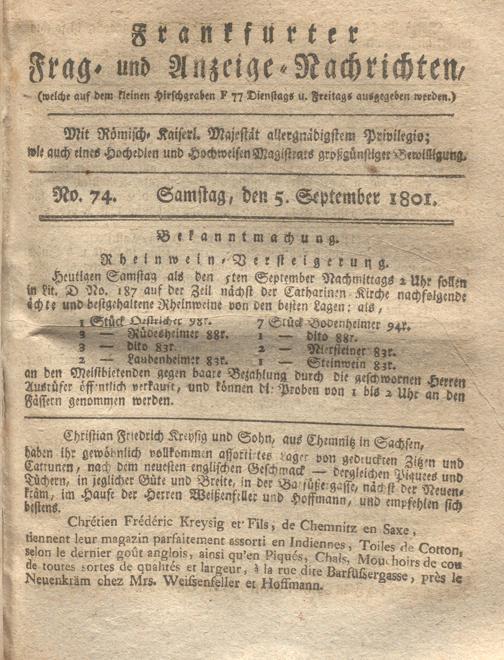 Frankfurter
Frag- und Anzeige-Nachrichten,
(welche auf dem kleinen Hirschgraben F 77 Dienstags u. Freitags ausgegeben werden.)
Mit Römisch. Kaiserl. Majestät allergnädigstem Privilegio;
wie auch eines Hochedlen und Hochweisen Magistrats großgünstiger Bewilligung.
No. 74. Samstag, den 5. September 1801.
Bekanntmachung.
Rheinwein-Versteigerung.
Heutigen Samstag als den 5ten September Nachmittags 2 Uhr sollen
in Lit. D No. 187 auf der Zeil nächst der Catharinen Kirche nachfolgende
ächte und bestgehaltene Rheinweine von den besten Lagen: als,
1 Stück Oestricher 98r. 7 Stück Bodenheimer 94r.
3 — Rüdesheimer 88r. 1 — dito 88r.
3 — dito 83r. 2 — Niersteiner 83r.
2 — Laubenheimer 83r. 1 — Steinwein 83r.
an den Meistbietenden gegen baare Bezahlung durch die geschwornen Herren
Ausrüfer öffentlich verkauft, und können die Proben von 1 bis 2 Uhr an den
Fässern genommen werden.
Christian Friedrich Kreysig und Sohn, aus Chemnitz in Sachsen,
haben ihr gewöhnlich vollkommen assortirtes Lager von gedruckten Zitzen und
Cattunen, nach dem neuesten englischen Geschmack — dergleichen Piquees und
Tüchern, in jeglicher Güte und Breite, in der Barfüßergasse, nächst der Neuen-
kräm, im Hause der Herren Weißenfeller und Hoffmann, und empfehlen sich
bestens.
Chrétien Frédéric Kreysig et Fils, de Chemnitz en Saxe,
tiennent leur magazin parfaitement assorti en Indiennes, Toiles de Cotton,
selon le dernier goût anglois, ainsi qu'en Piqués, Chals, Mouchoirs de cou
de toutes sortes de qualités et largeur, à la rue dite Barfüßergasse, près le
Neuenkräm chez Mrs. Weißenfeller et Hoffmann.